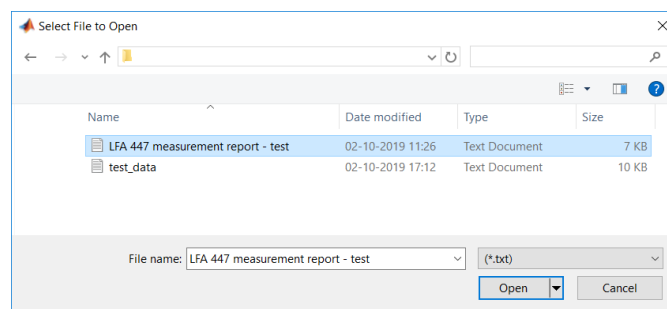 Select File to Open
Name Date modified Type Size
LFA 447 measurement report - test 02-10-2019 11:26 Text Document 7 KB
test_data 02-10-2019 17:12 Text Document 10 KB
File name: LFA 447 measurement report - test (*.txt)
Open Cancel